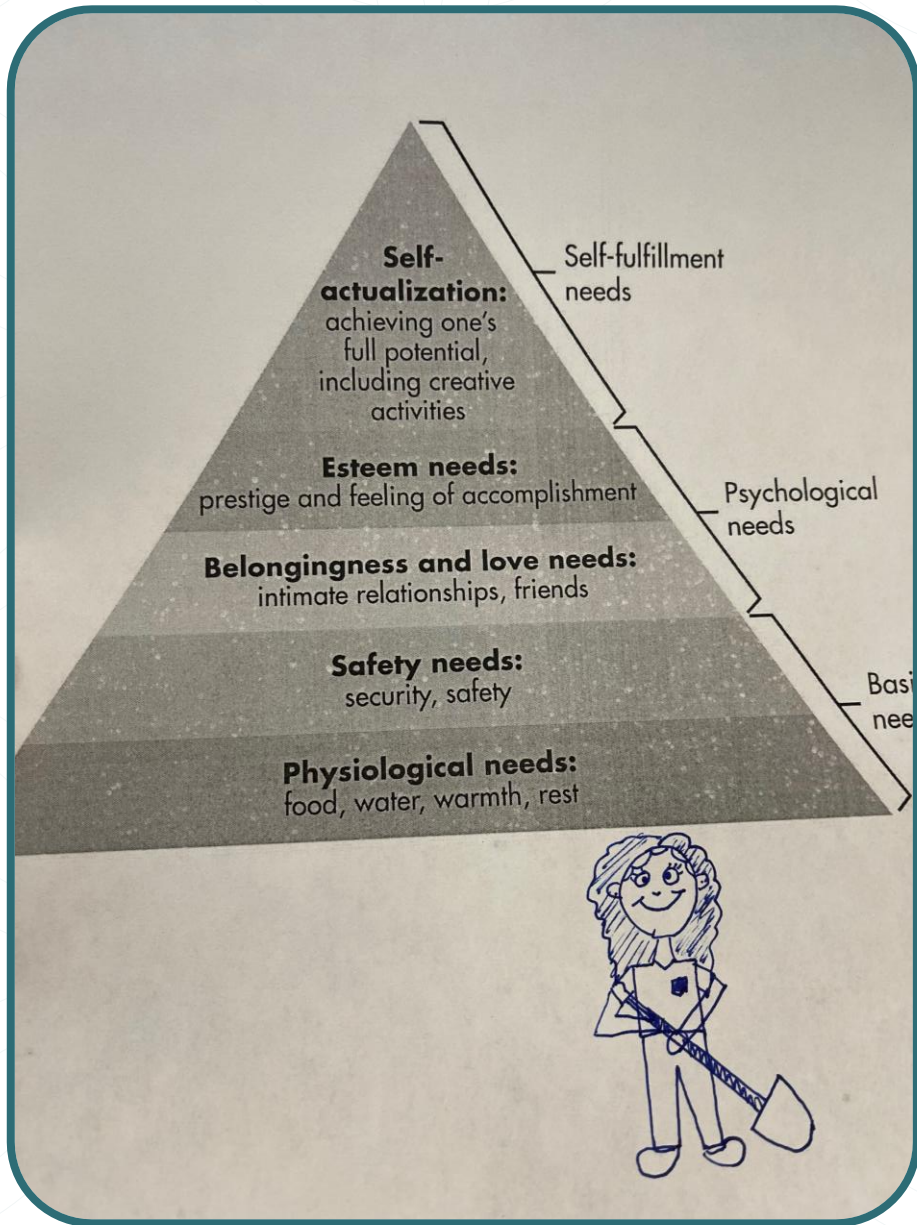 Self-
actualization:
achieving one's
full potential,
including creative
activities
Self-fulfillment
needs
Esteem needs:
prestige and feeling of accomplishment
Psychological
needs
Belongingness and love needs:
intimate relationships, friends
Safety needs:
security, safety
Basi
nee
Physiological needs:
food, water, warmth, rest